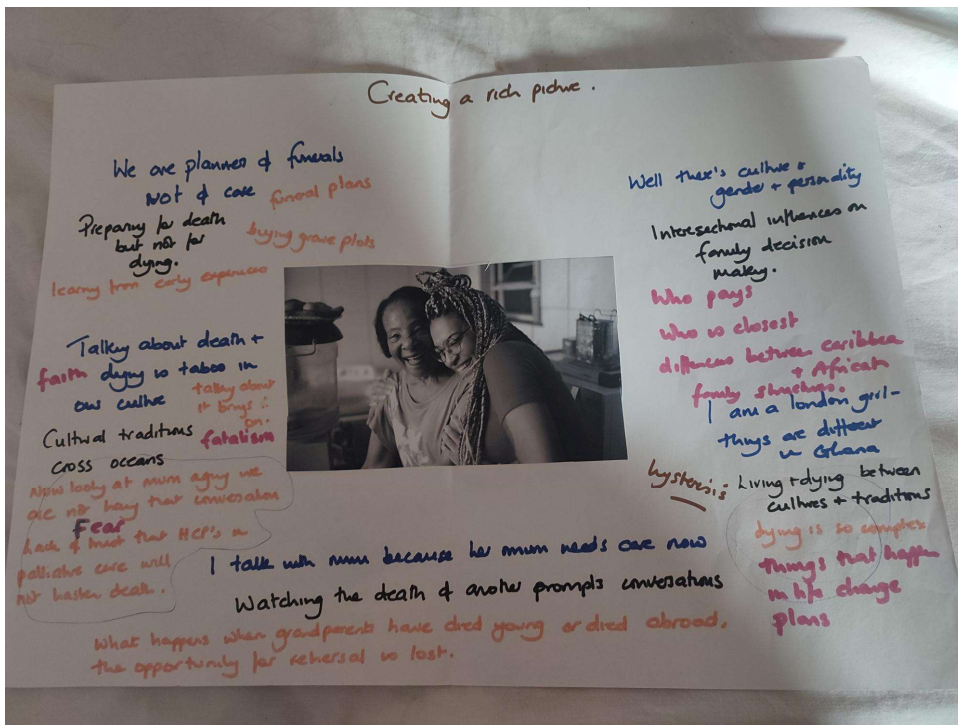 Creating a rich picture.
We are planners of funerals
Not of care
funeral plans
Preparing for death
but not for
dying.
buying grave plots
learning from early experiences
Talking about death +
faith dying is taboo in
our culture
talking about
it brings it
on.
Cultural traditions fatalism
cross oceans
Now looking at mum aging we
are not having that conversation
Fear
Lack of trust that HCP's in
palliative care will
not hasten death.
Well there's culture +
gender + personality
Intersectional influences on
family decision
making.
Who pays
Who is closest
differences between caribbean
+ African
family structures.
I am a london girl -
things are different
in Ghana
hysterisis
Living + dying between
cultures + traditions
dying is so complex
things that happen
in life change
plans
I talk with mum because her mum needs care now
Watching the death of another prompts conversations
What happens when grandparents have died young or died abroad.
the opportunity for rehersal is lost.